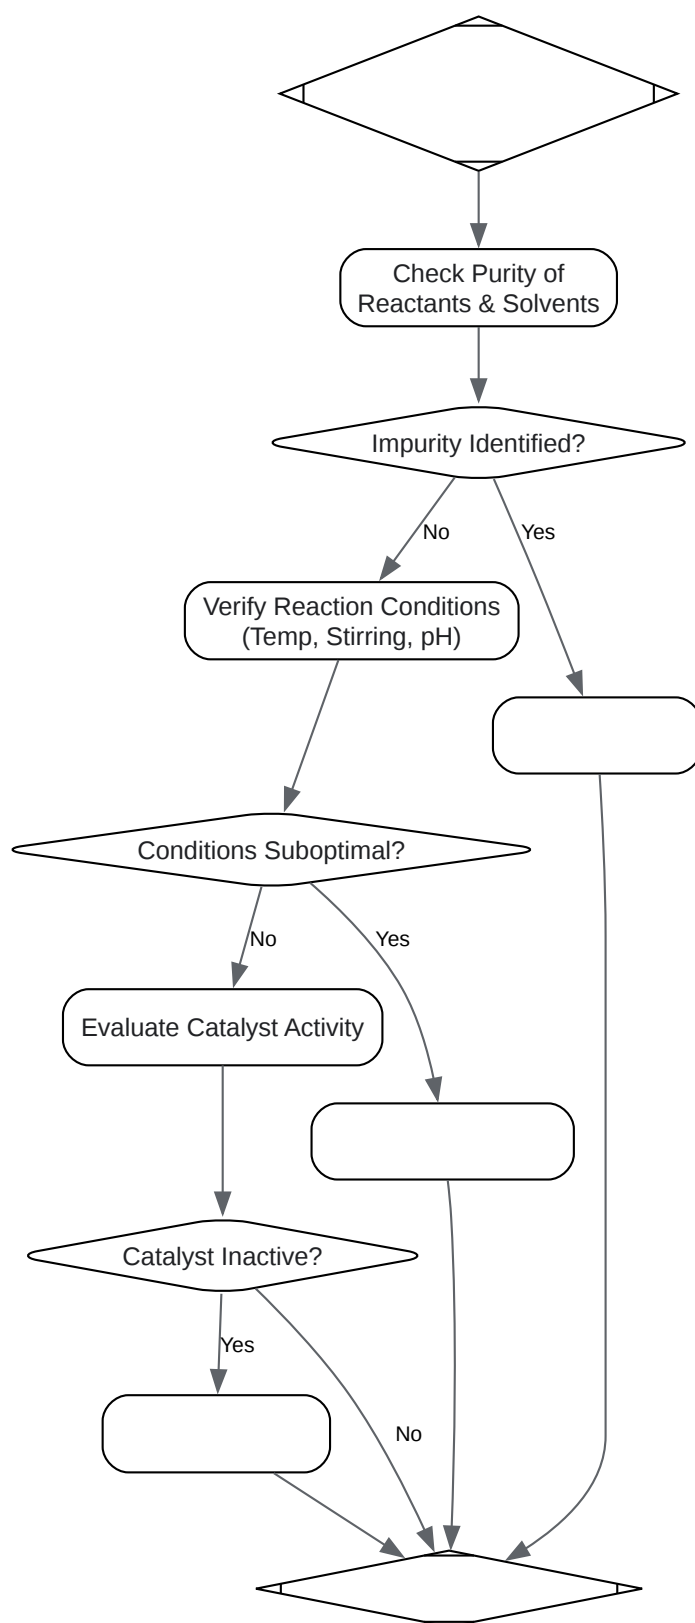 Check Purity of
Reactants & Solvents
Impurity Identified?
No
Yes
Verify Reaction Conditions
(Temp, Stirring, pH)
Conditions Suboptimal?
No
Yes
Evaluate Catalyst Activity
Catalyst Inactive?
Yes
No